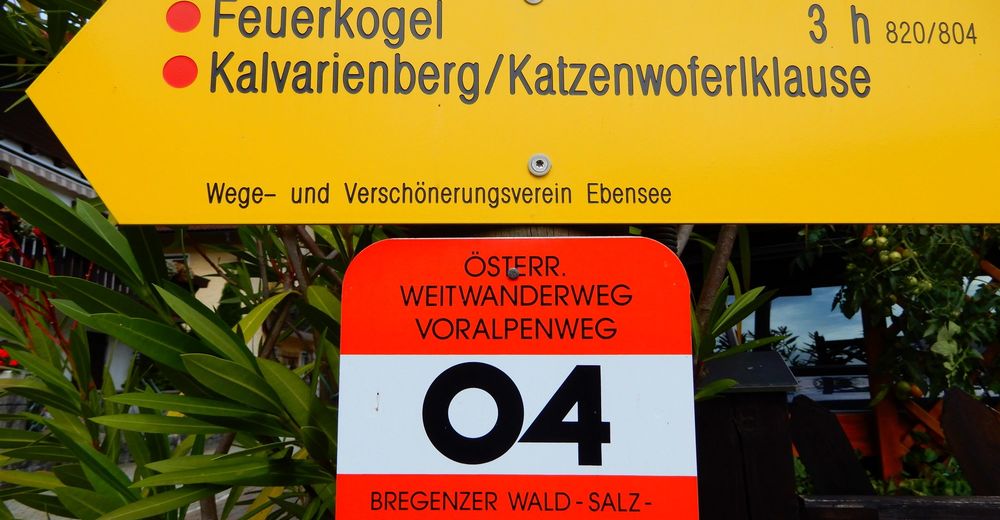 Feuerkogel 3 h 820/804
Kalvarienberg/Katzenwoferlklause
Wege- und Verschönerungsverein Ebensee
ÖSTERR.
WEITWANDERWEG
VORALPENWEG
04
BREGENZER WALD - SALZ-